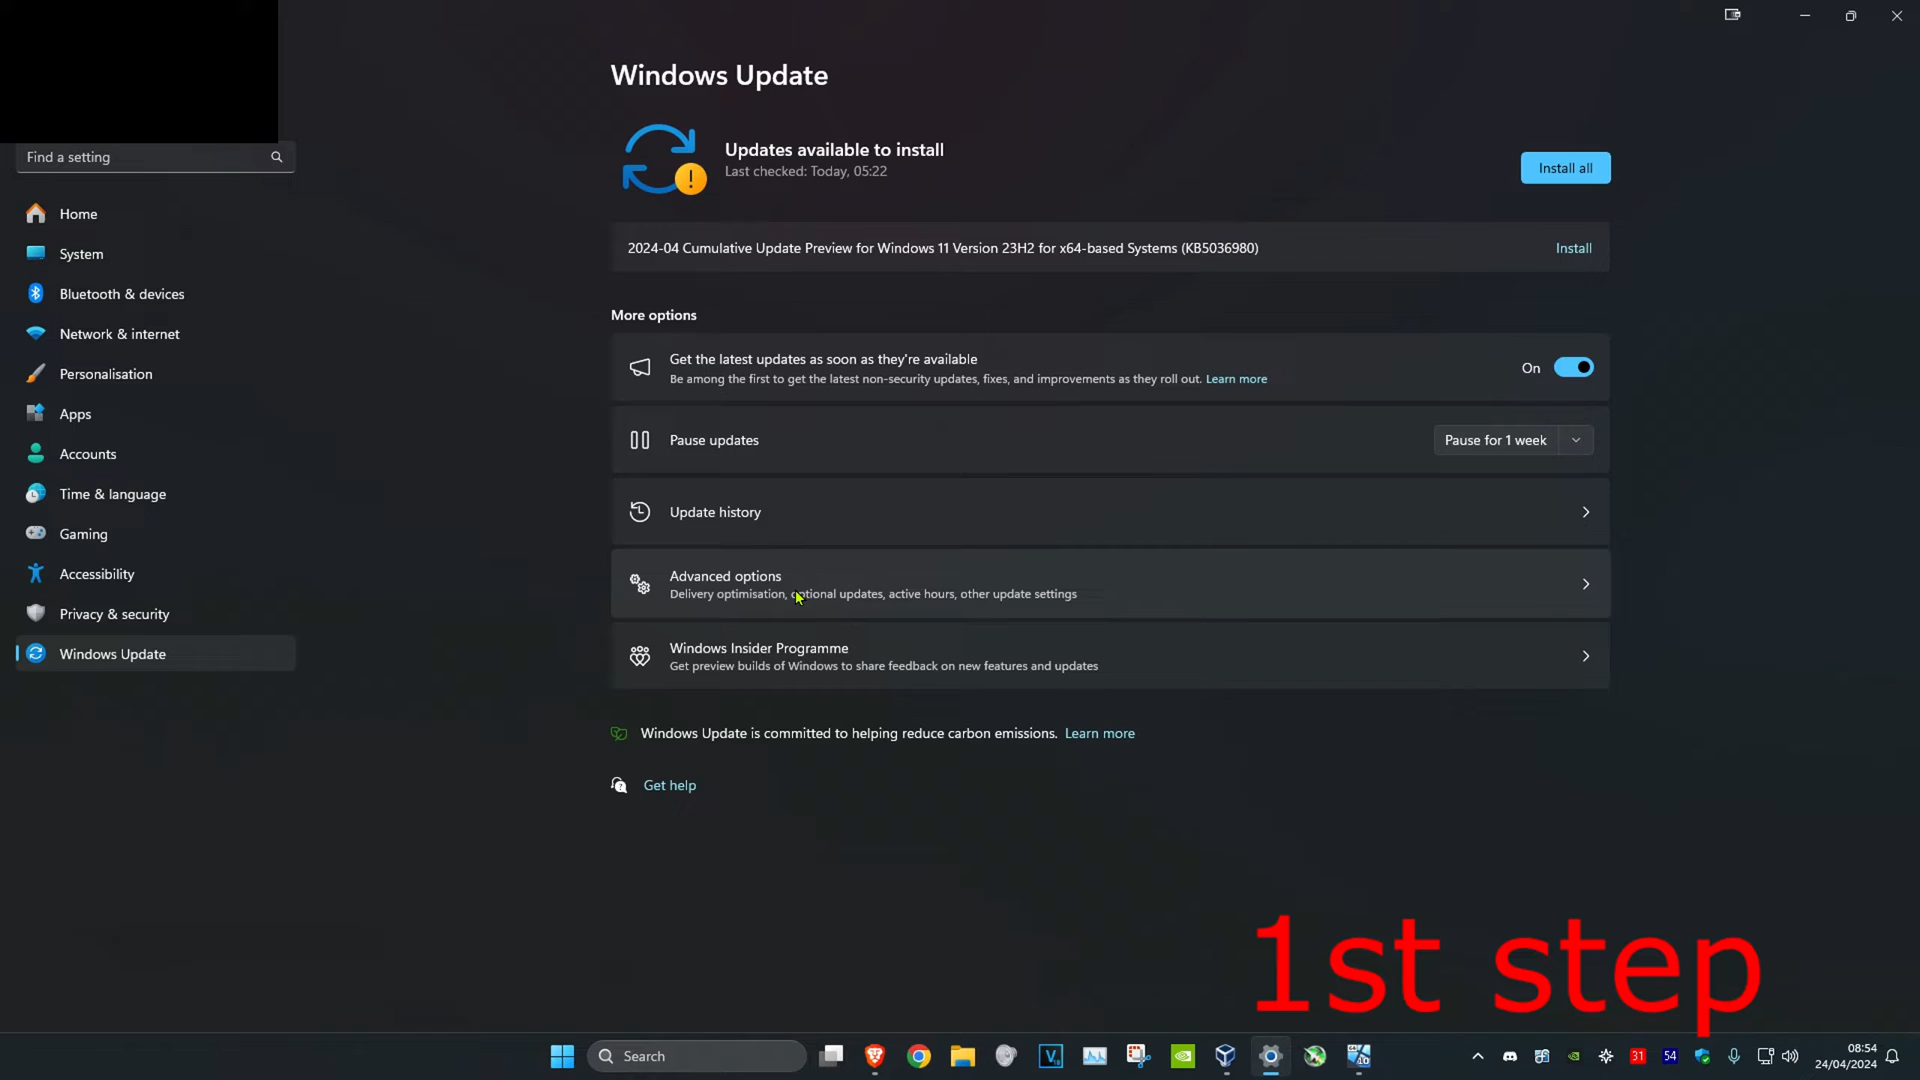 Windows Update
Updates available to install
Last checked: Today, 05:22
Install all
Find a setting
Home
System
Bluetooth & devices
Network & internet
Personalisation
Apps
Accounts
Time & language
Gaming
Accessibility
Privacy & security
Windows Update
2024-04 Cumulative Update Preview for Windows 11 Version 23H2 for x64-based Systems (KB5036980)
Install
More options
Get the latest updates as soon as they're available
Be among the first to get the latest non-security updates, fixes, and improvements as they roll out. Learn more
On
Pause updates
Pause for 1 week
Update history
Advanced options
Delivery optimisation, optional updates, active hours, other update settings
Windows Insider Programme
Get preview builds of Windows to share feedback on new features and updates
Windows Update is committed to helping reduce carbon emissions. Learn more
Get help
1st step
Search
31
54
08:54
24/04/2024